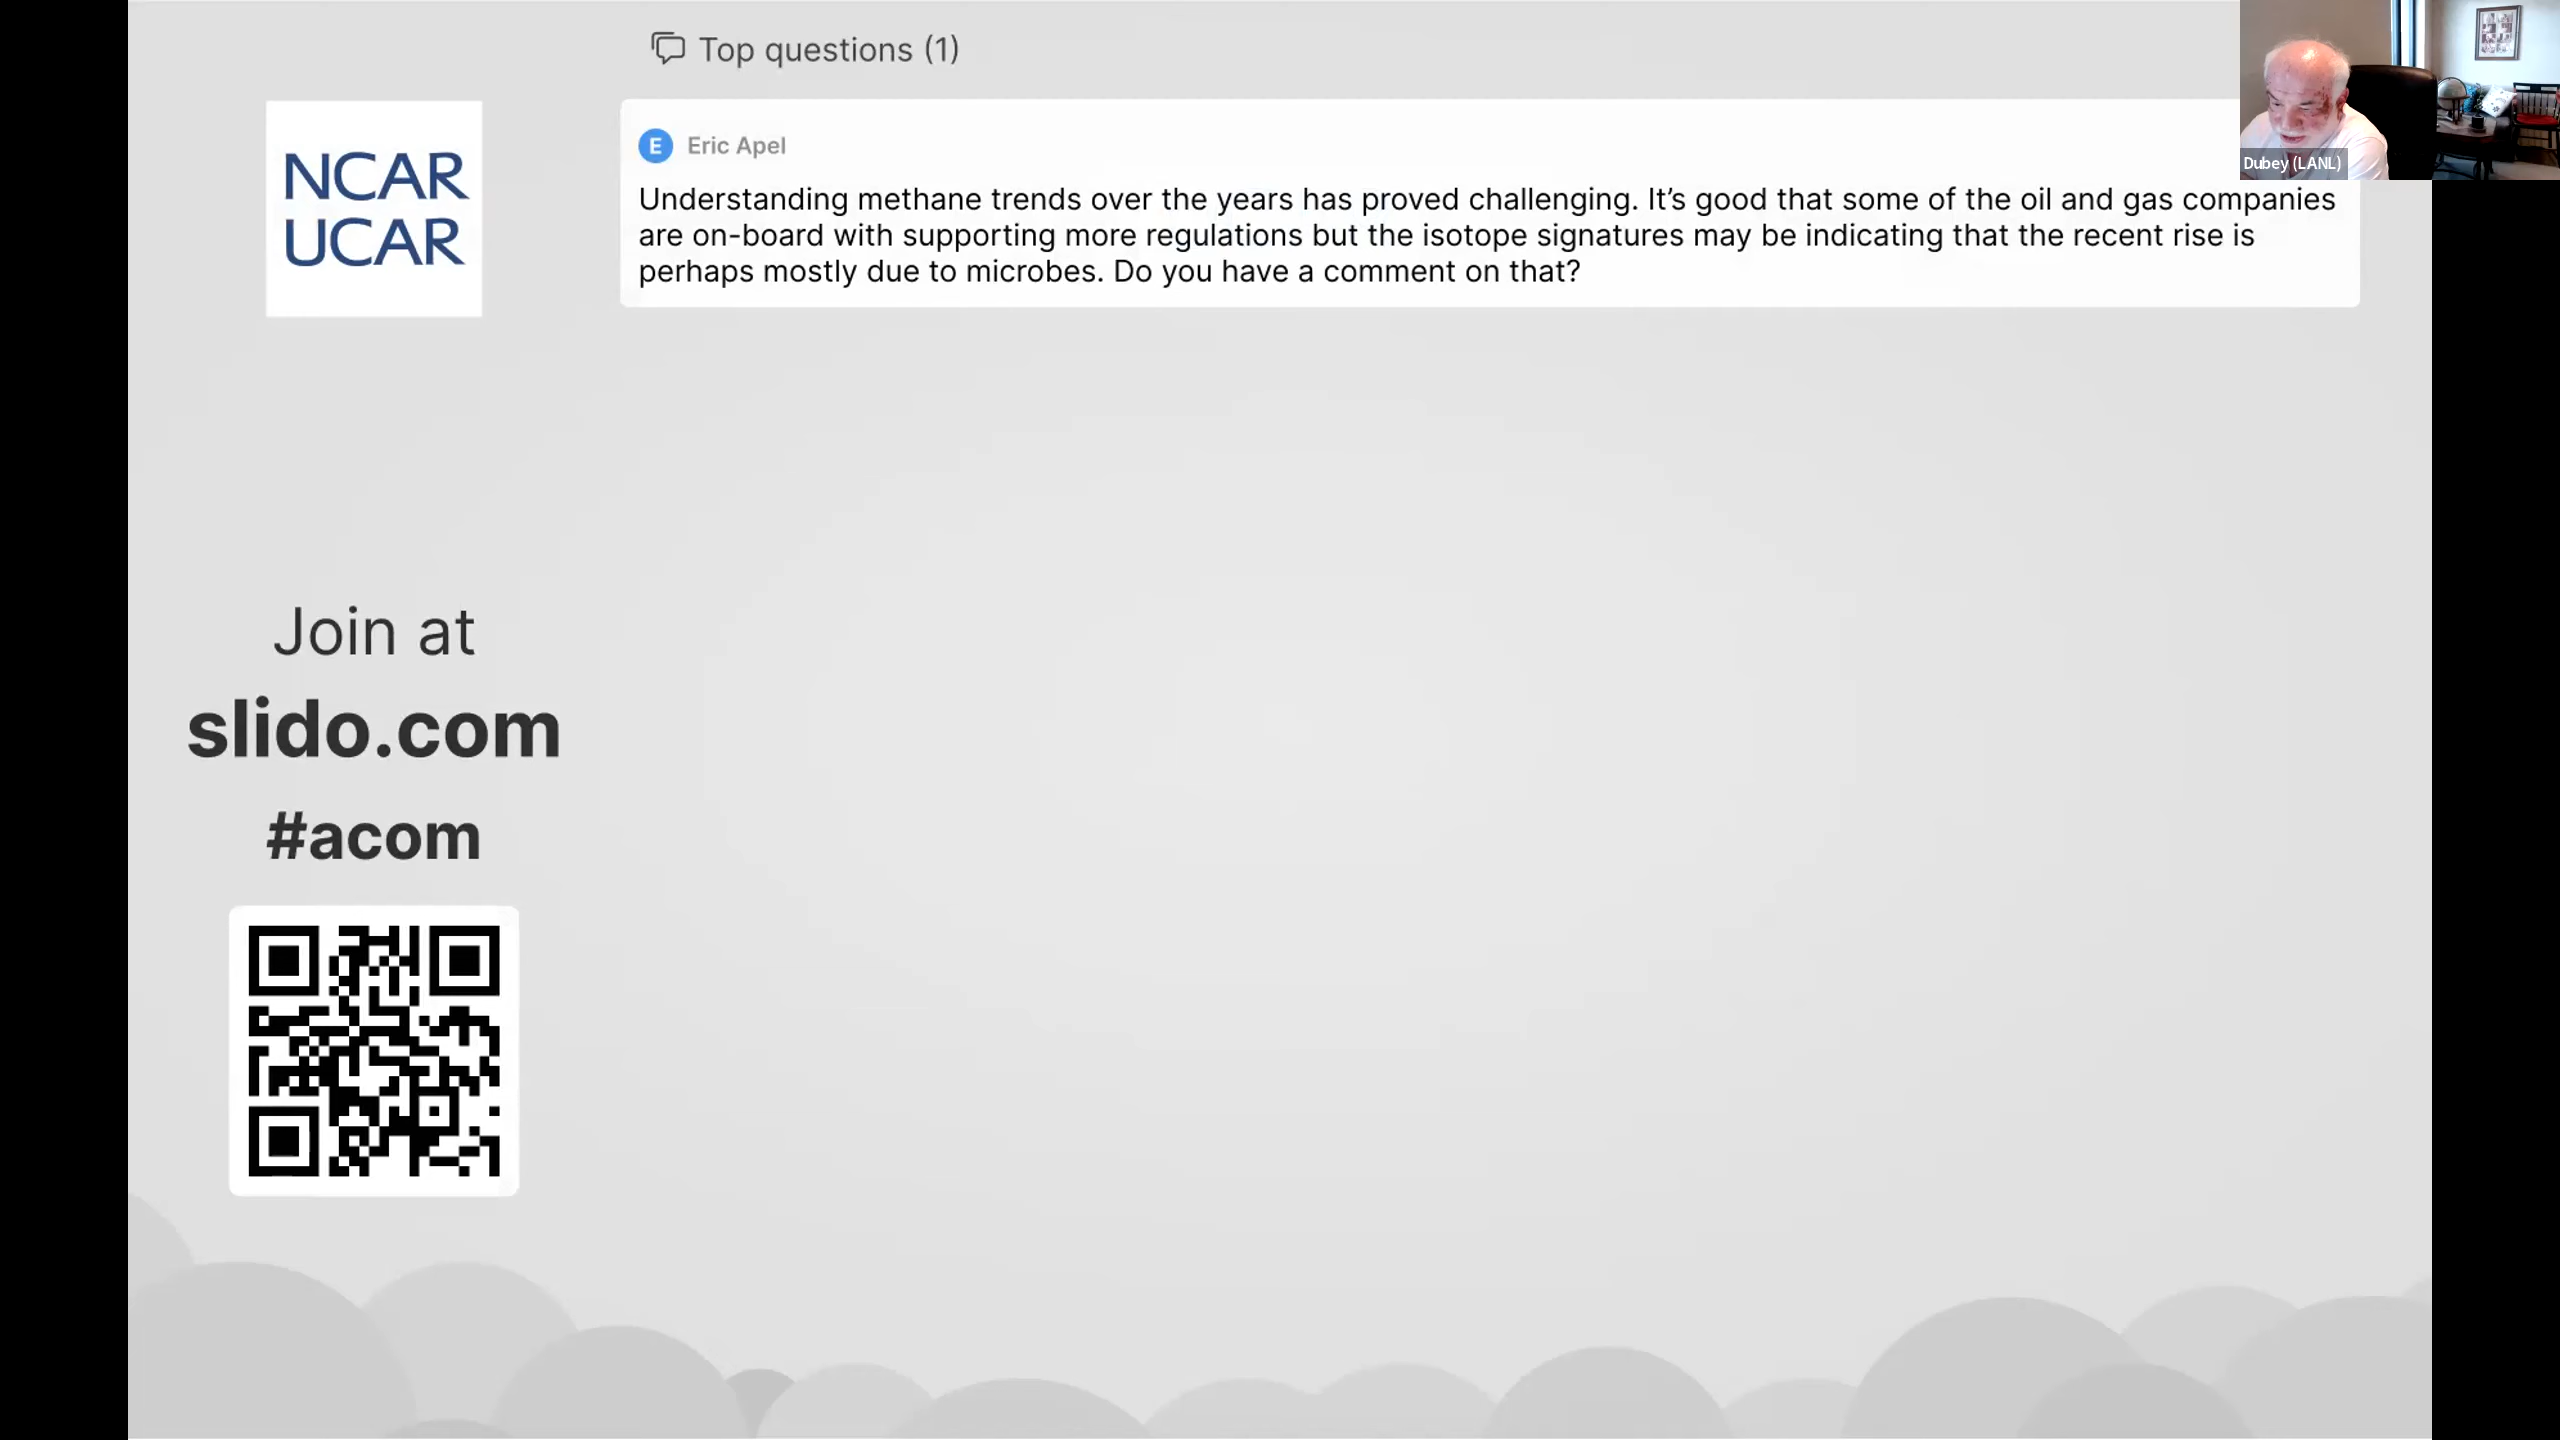 Top questions (1)
NCAR
UCAR
E
Eric Apel
Understanding methane trends over the years has proved challenging. It’s good that some of the oil and gas companies
are on-board with supporting more regulations but the isotope signatures may be indicating that the recent rise is
perhaps mostly due to microbes. Do you have a comment on that?
Dubey (LANL)
Join at
slido.com
#acom